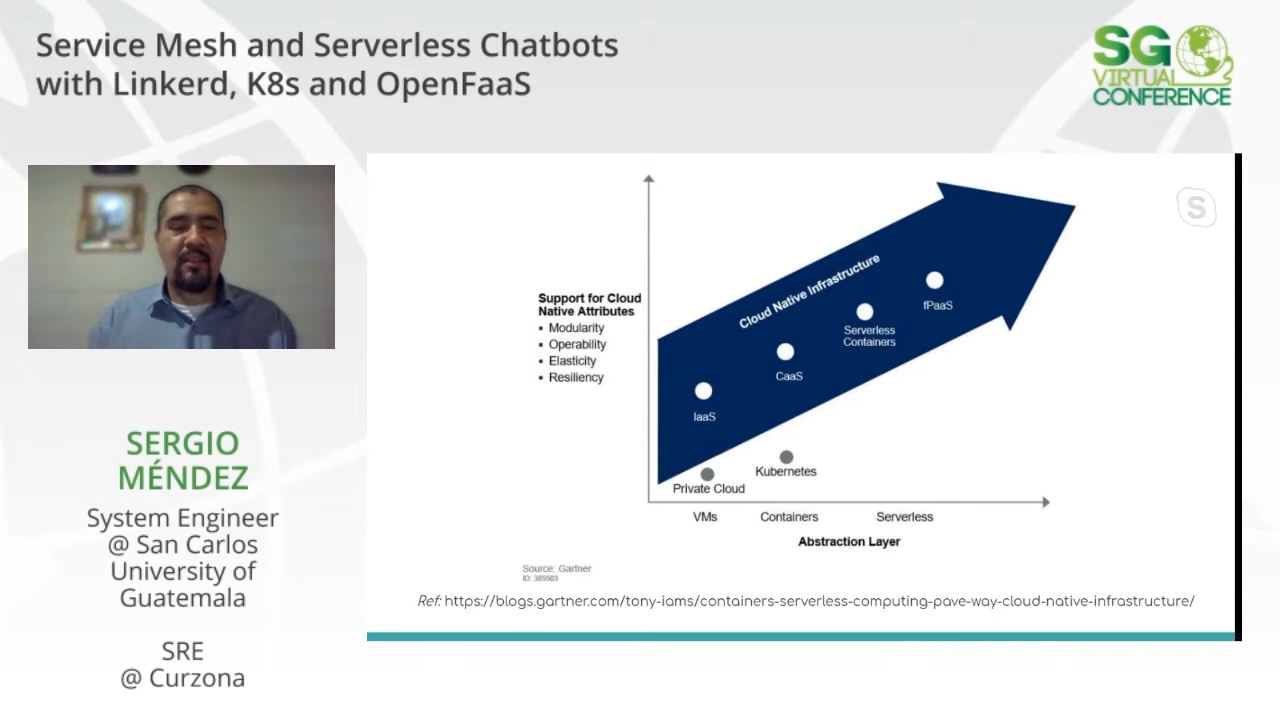 Service Mesh and Serverless Chatbots
with Linkerd, K8s and OpenFaaS
SG
VIRTUAL
CONFERENCE
SERGIO
MÉNDEZ
System Engineer
@ San Carlos
University of
Guatemala
SRE
@ Curzona
S
Support for Cloud
Native Attributes
▪ Modularity
▪ Operability
▪ Elasticity
▪ Resiliency
Cloud Native Infrastructure
fPaaS
Serverless
Containers
CaaS
IaaS
Kubernetes
Private Cloud
VMs
Containers
Serverless
Abstraction Layer
Source: Gartner
ID: 385503
Ref: https://blogs.gartner.com/tony-iams/containers-serverless-computing-pave-way-cloud-native-infrastructure/